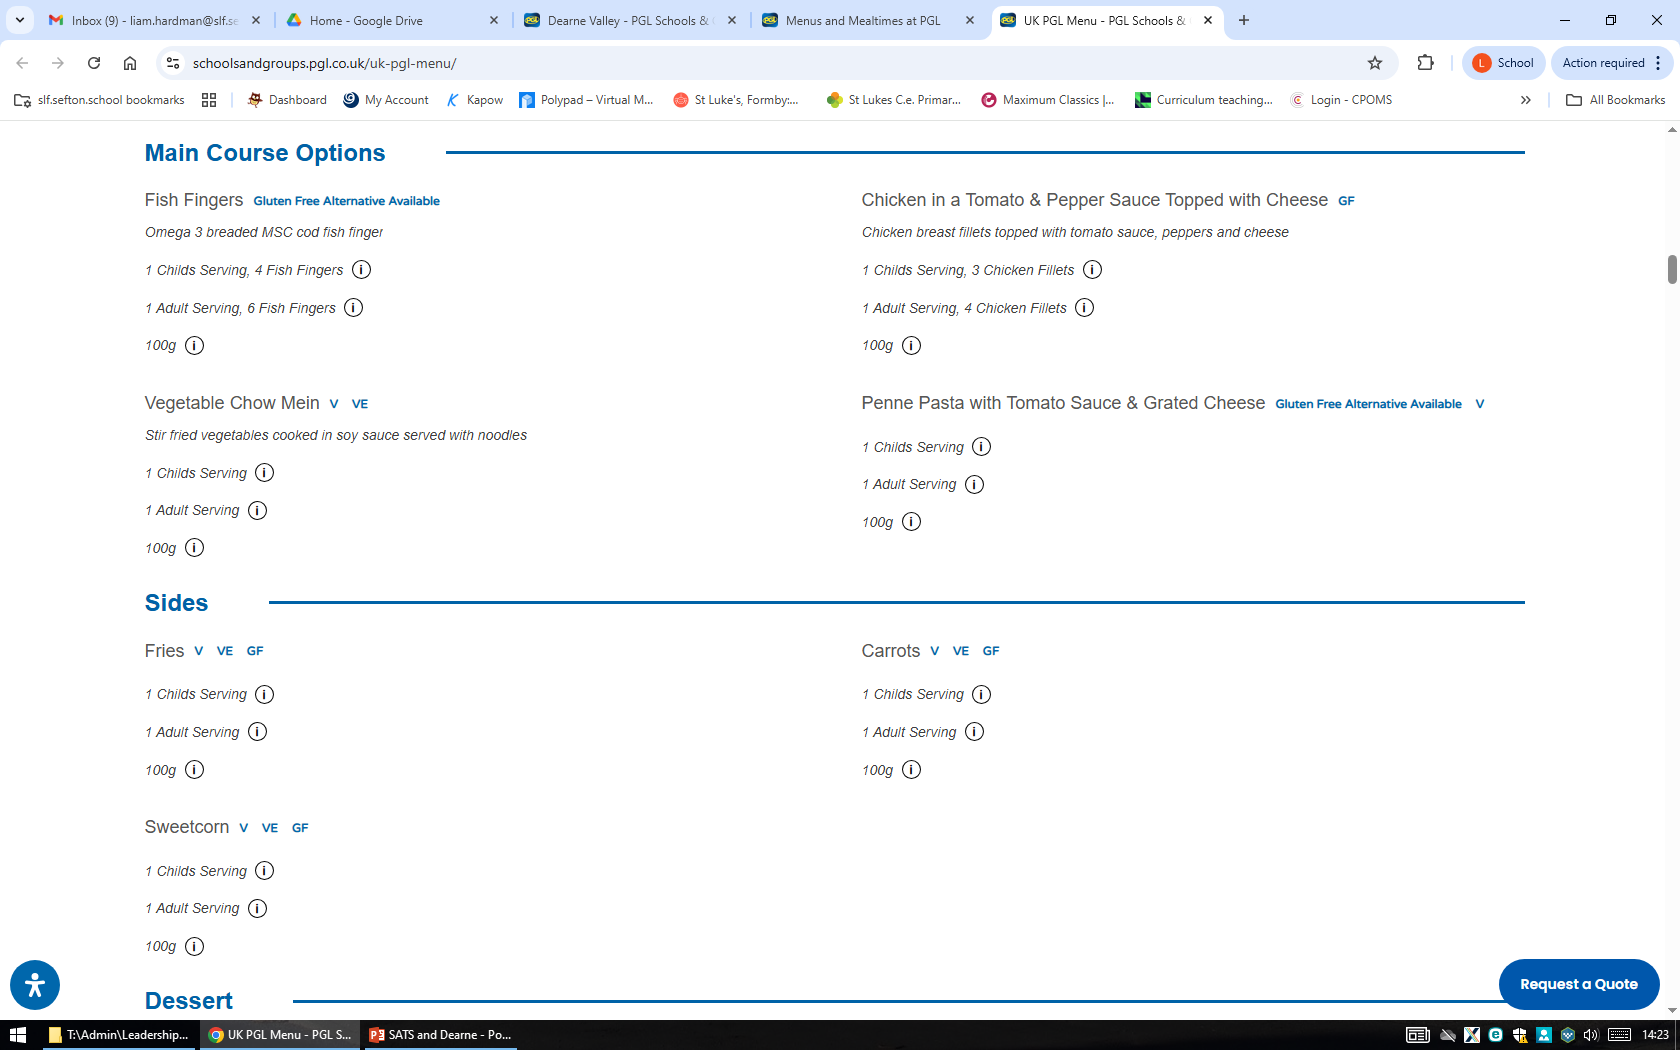 Inbox (9) - liam.hardman@slf.se
Home - Google Drive
Dearne Valley - PGL Schools &
Menus and Mealtimes at PGL
UK PGL Menu - PGL Schools &
schoolsandgroups.pgl.co.uk/uk-pgl-menu/
L School
Action required
slf.sefton.school bookmarks
Dashboard
My Account
Kapow
Polypad – Virtual M...
St Luke's, Formby:...
St Lukes C.e. Primar...
Maximum Classics |...
Curriculum teaching...
Login - CPOMS
All Bookmarks
Main Course Options
Fish Fingers Gluten Free Alternative Available
Omega 3 breaded MSC cod fish finger
1 Childs Serving, 4 Fish Fingers i
1 Adult Serving, 6 Fish Fingers i
100g i
Chicken in a Tomato & Pepper Sauce Topped with Cheese GF
Chicken breast fillets topped with tomato sauce, peppers and cheese
1 Childs Serving, 3 Chicken Fillets i
1 Adult Serving, 4 Chicken Fillets i
100g i
Vegetable Chow Mein V VE
Stir fried vegetables cooked in soy sauce served with noodles
1 Childs Serving i
1 Adult Serving i
100g i
Penne Pasta with Tomato Sauce & Grated Cheese Gluten Free Alternative Available V
1 Childs Serving i
1 Adult Serving i
100g i
Sides
Fries V VE GF
1 Childs Serving i
1 Adult Serving i
100g i
Carrots V VE GF
1 Childs Serving i
1 Adult Serving i
100g i
Sweetcorn V VE GF
1 Childs Serving i
1 Adult Serving i
100g i
Dessert
Request a Quote
T:\Admin\Leadership...
UK PGL Menu - PGL S...
SATS and Dearne - Po...
14:23